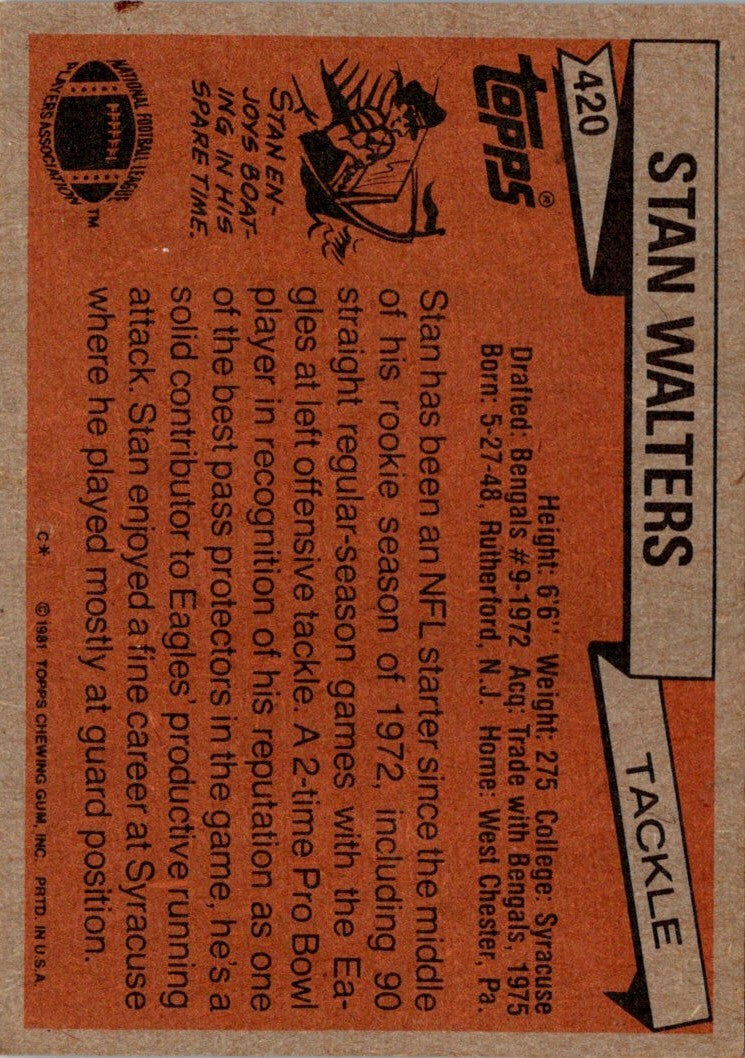 420
STAN WALTERS
TACKLE
TOPPS®
Height: 6'6" Weight: 275 College: Syracuse
Drafted: Bengals #9-1972 Acq: Trade with Bengals, 1975
Born: 5-27-48, Rutherford, N.J. Home: West Chester, Pa.
Stan has been an NFL starter since the middle
of his rookie season of 1972, including 90
straight regular-season games with the Ea-
gles at left offensive tackle. A 2-time Pro Bowl
player in recognition of his reputation as one
of the best pass protectors in the game, he's a
solid contributor to Eagles' productive running
attack. Stan enjoyed a fine career at Syracuse
where he played mostly at guard position.
STAN EN-
JOYS BOAT-
ING IN HIS
SPARE TIME.
NATIONAL FOOTBALL LEAGUE
PLAYERS ASSOCIATION
TM
C* © 1981 TOPPS CHEWING GUM, INC. PRTD. IN U.S.A.